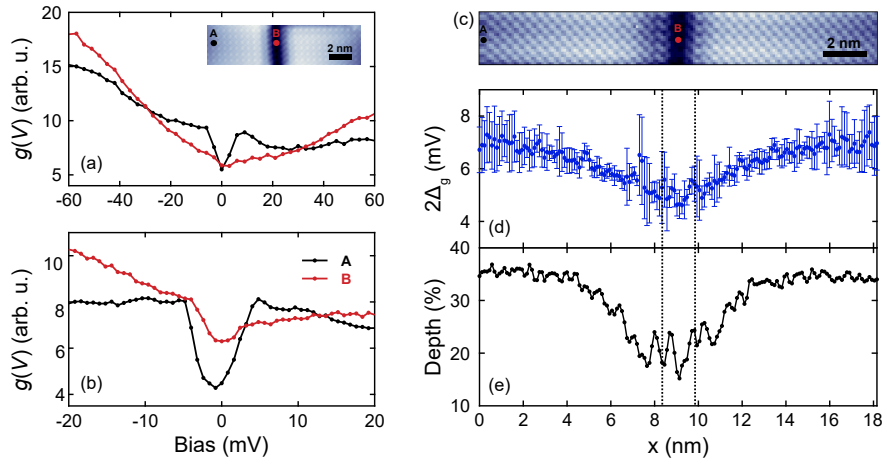 A
B
2 nm
20
15
10
5
g(V) (arb. u.)
(a)
-60 -40 -20 0 20 40 60
10
8
6
4
g(V) (arb. u.)
A
B
(b)
-20 -10 0 10 20
Bias (mV)
(c)
A
B
2 nm
8
6
4
2Δg (mV)
(d)
40
30
20
10
Depth (%)
(e)
0 2 4 6 8 10 12 14 16 18
x (nm)